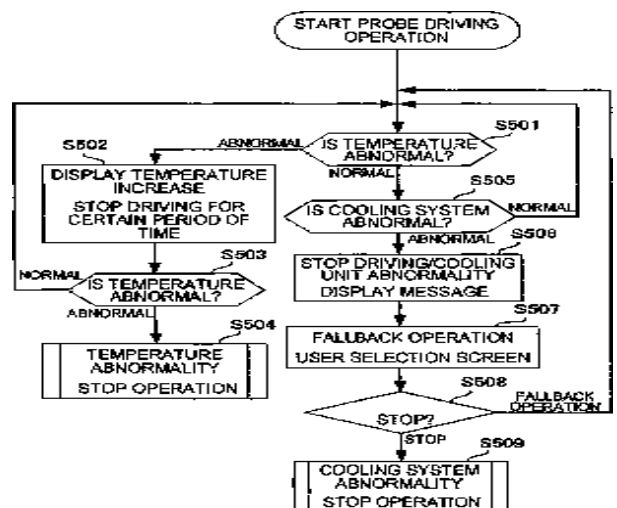 START PROBE DRIVING
OPERATION
S501
ABNORMAL
IS TEMPERATURE
ABNORMAL?
NORMAL
S502
DISPLAY TEMPERATURE
INCREASE
STOP DRIVING FOR
CERTAIN PERIOD OF
TIME
S505
IS COOLING SYSTEM
ABNORMAL?
NORMAL
ABNORMAL
S503
NORMAL
IS TEMPERATURE
ABNORMAL?
ABNORMAL
S506
STOP DRIVING/COOLING
UNIT ABNORMALITY
DISPLAY MESSAGE
S504
TEMPERATURE
ABNORMALITY
STOP OPERATION
S507
FALLBACK OPERATION
USER SELECTION SCREEN
S508
STOP?
FALLBACK
OPERATION
STOP
S509
COOLING SYSTEM
ABNORMALITY
STOP OPERATION